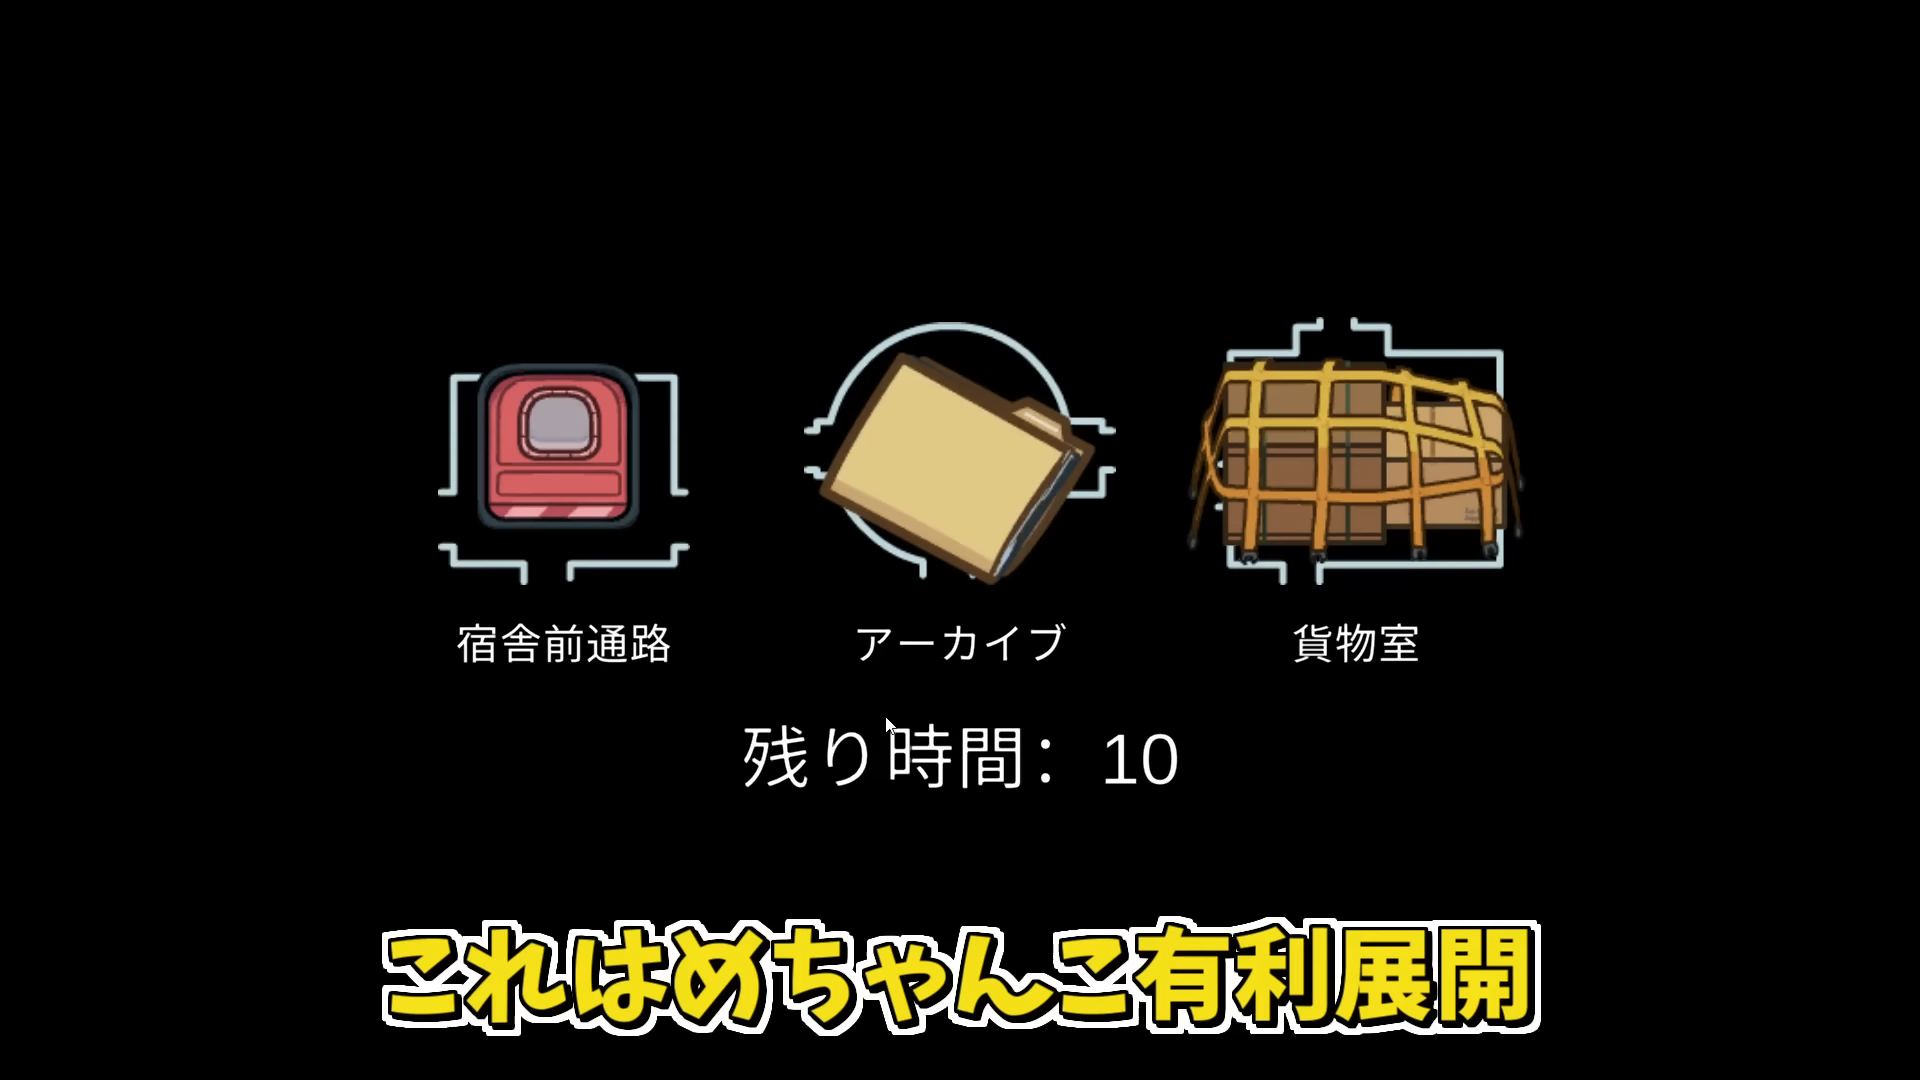 宿舎前通路
アーカイブ
貨物室
残り時間：10
これはめちゃんこ有利展開